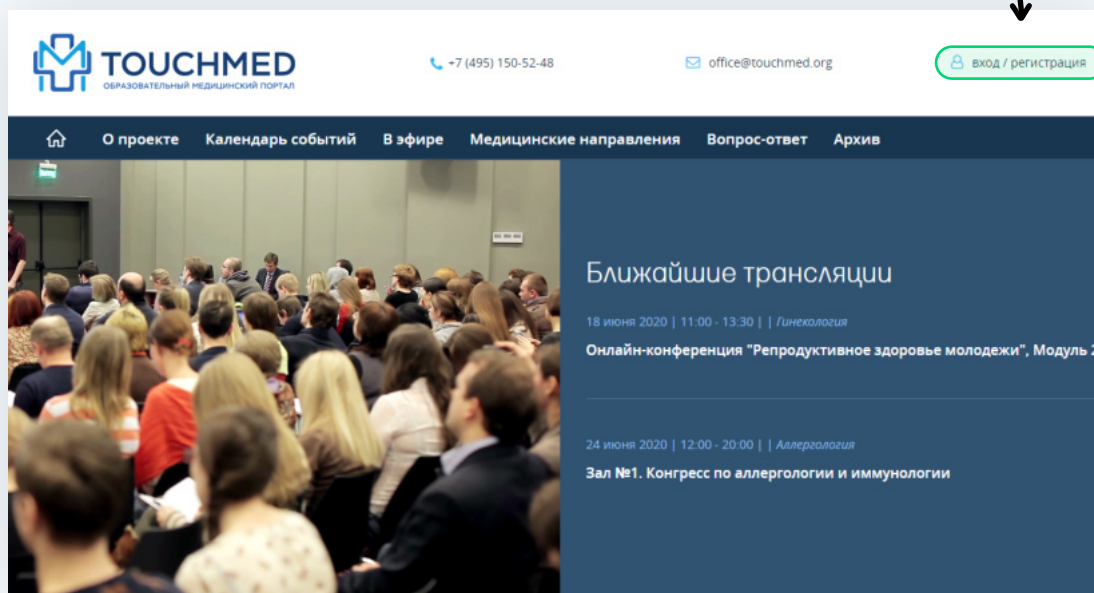 TOUCHMED
ОБРАЗОВАТЕЛЬНЫЙ МЕДИЦИНСКИЙ ПОРТАЛ
+7 (495) 150-52-48
office@touchmed.org
вход / регистрация
О проекте Календарь событий В эфире Медицинские направления Вопрос-ответ Архив
Ближайшие трансляции
18 июня 2020 | 11:00 - 13:30 | | Гинекология
Онлайн-конференция "Репродуктивное здоровье молодежи", Модуль 2
24 июня 2020 | 12:00 - 20:00 | | Аллергология
Зал №1. Конгресс по аллергологии и иммунологии